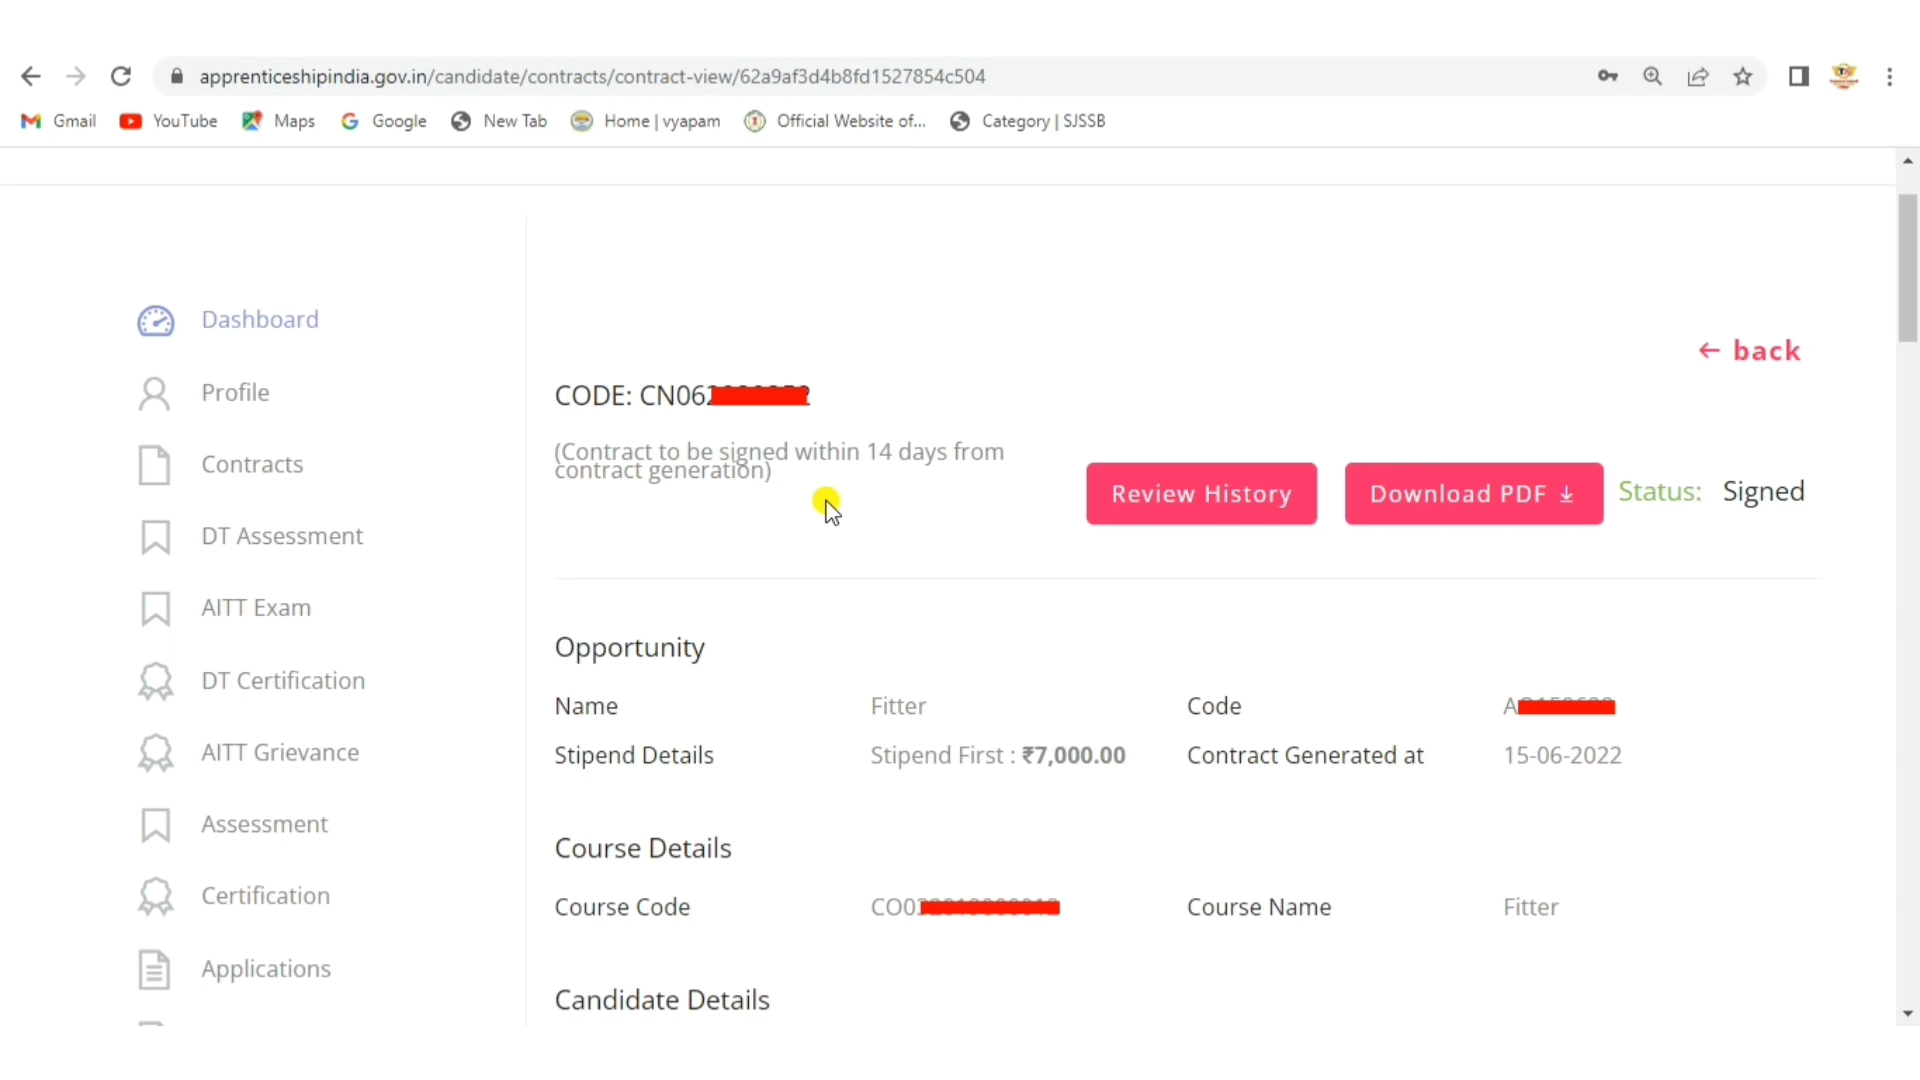 apprenticeshipindia.gov.in/candidate/contracts/contract-view/62a9af3d4b8fd1527854c504
Gmail YouTube Maps Google New Tab Home | vyapam Official Website of... Category | SJSSB
Dashboard
Profile
Contracts
DT Assessment
AITT Exam
DT Certification
AITT Grievance
Assessment
Certification
Applications
← back
CODE: CN06
(Contract to be signed within 14 days from
contract generation)
Review History Download PDF Status: Signed
Opportunity
Name Fitter Code A
Stipend Details Stipend First : ₹7,000.00 Contract Generated at 15-06-2022
Course Details
Course Code CO0 Course Name Fitter
Candidate Details